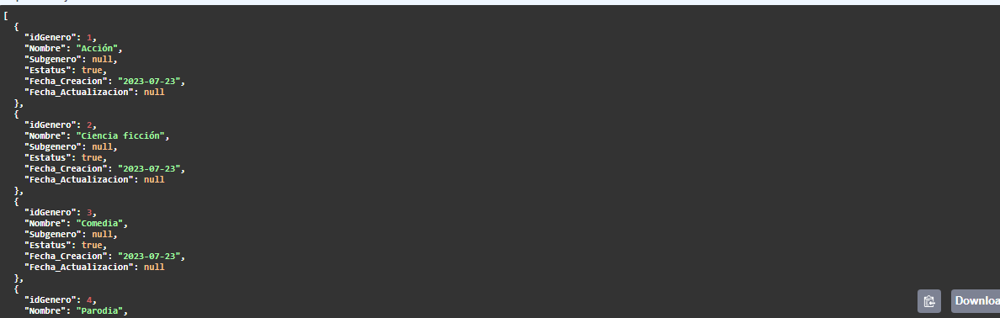 [
{
"idGenero": 1,
"Nombre": "Acción",
"Subgenero": null,
"Estatus": true,
"Fecha_Creacion": "2023-07-23",
"Fecha_Actualizacion": null
},
{
"idGenero": 2,
"Nombre": "Ciencia ficción",
"Subgenero": null,
"Estatus": true,
"Fecha_Creacion": "2023-07-23",
"Fecha_Actualizacion": null
},
{
"idGenero": 3,
"Nombre": "Comedia",
"Subgenero": null,
"Estatus": true,
"Fecha_Creacion": "2023-07-23",
"Fecha_Actualizacion": null
},
{
"idGenero": 4,
"Nombre": "Parodia",
Downloa